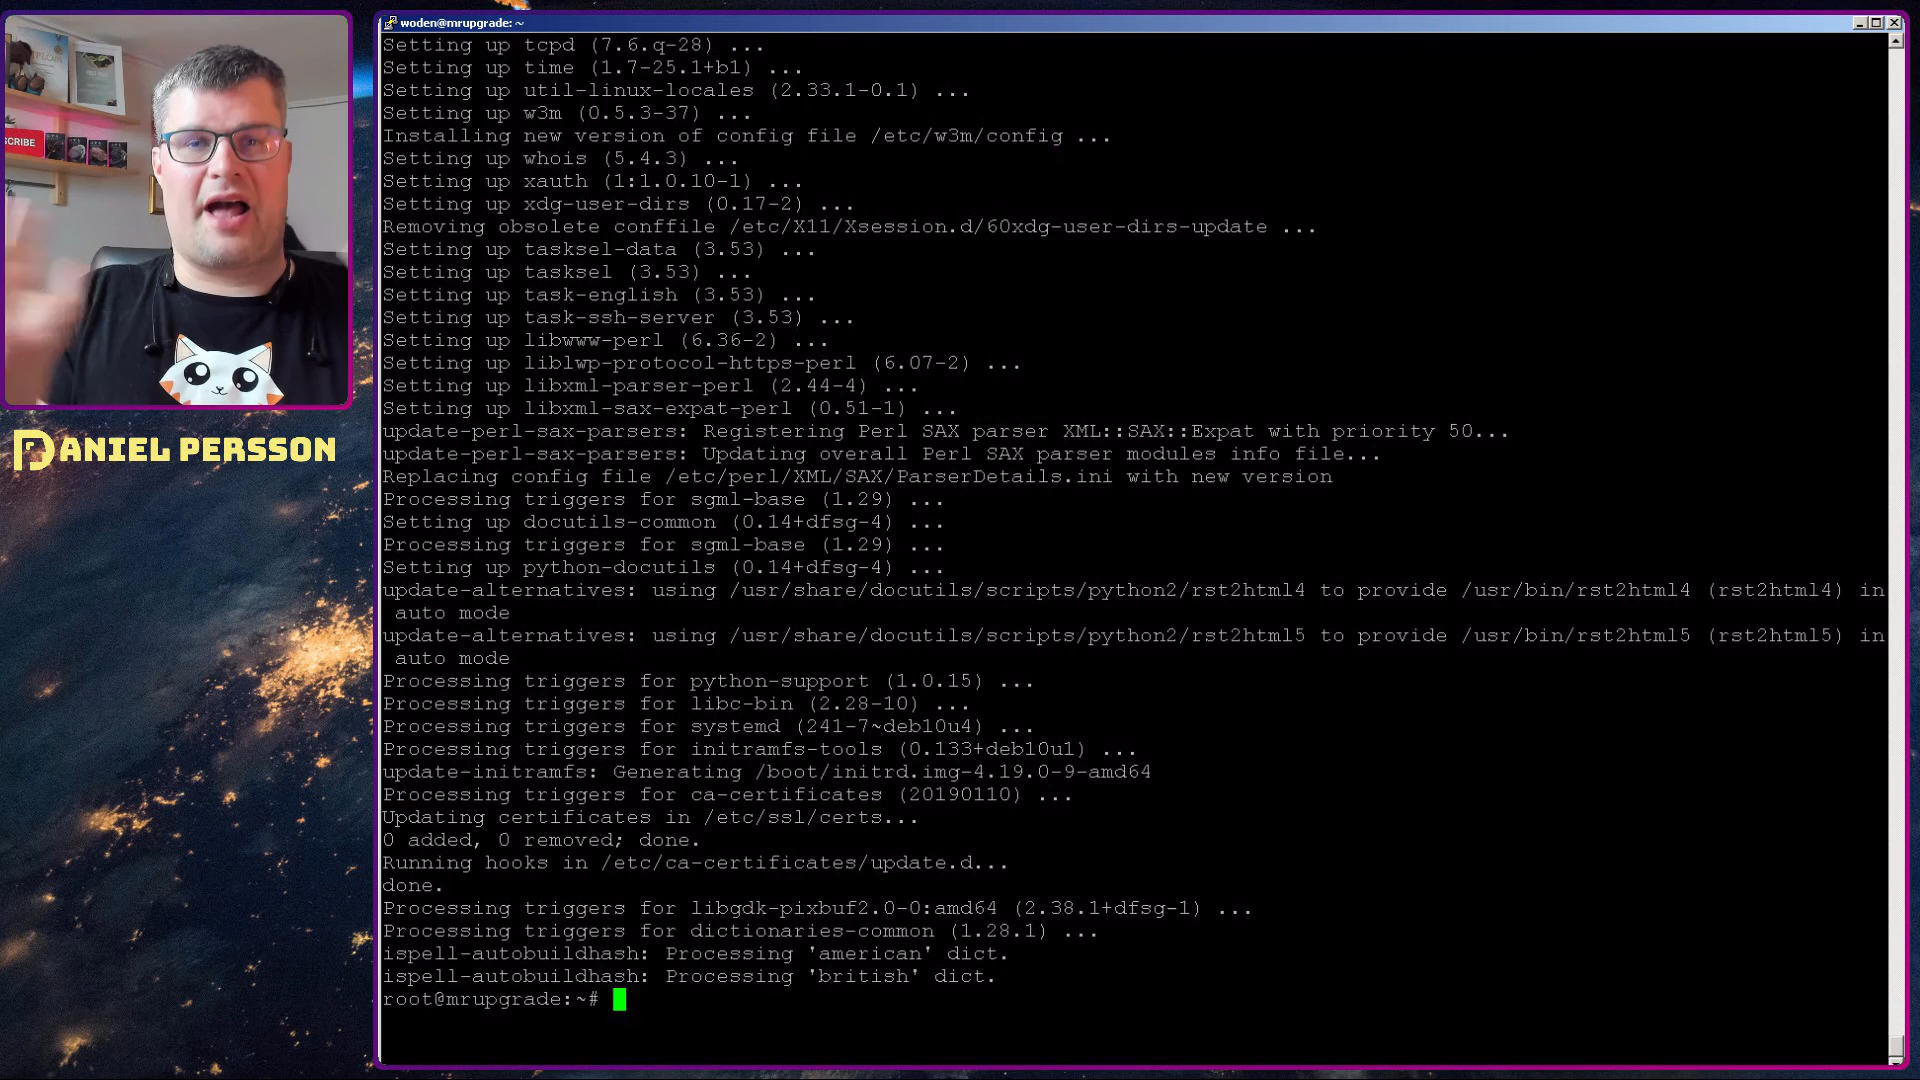 CRIBE
DANIEL PERSSON
woden@mrupgrade: ~
Setting up tcpd (7.6.q-28) ...
Setting up time (1.7-25.1+b1) ...
Setting up util-linux-locales (2.33.1-0.1) ...
Setting up w3m (0.5.3-37) ...
Installing new version of config file /etc/w3m/config ...
Setting up whois (5.4.3) ...
Setting up xauth (1:1.0.10-1) ...
Setting up xdg-user-dirs (0.17-2) ...
Removing obsolete conffile /etc/X11/Xsession.d/60xdg-user-dirs-update ...
Setting up tasksel-data (3.53) ...
Setting up tasksel (3.53) ...
Setting up task-english (3.53) ...
Setting up task-ssh-server (3.53) ...
Setting up libwww-perl (6.36-2) ...
Setting up liblwp-protocol-https-perl (6.07-2) ...
Setting up libxml-parser-perl (2.44-4) ...
Setting up libxml-sax-expat-perl (0.51-1) ...
update-perl-sax-parsers: Registering Perl SAX parser XML::SAX::Expat with priority 50...
update-perl-sax-parsers: Updating overall Perl SAX parser modules info file...
Replacing config file /etc/perl/XML/SAX/ParserDetails.ini with new version
Processing triggers for sgml-base (1.29) ...
Setting up docutils-common (0.14+dfsg-4) ...
Processing triggers for sgml-base (1.29) ...
Setting up python-docutils (0.14+dfsg-4) ...
update-alternatives: using /usr/share/docutils/scripts/python2/rst2html4 to provide /usr/bin/rst2html4 (rst2html4) in
auto mode
update-alternatives: using /usr/share/docutils/scripts/python2/rst2html5 to provide /usr/bin/rst2html5 (rst2html5) in
auto mode
Processing triggers for python-support (1.0.15) ...
Processing triggers for libc-bin (2.28-10) ...
Processing triggers for systemd (241-7~deb10u4) ...
Processing triggers for initramfs-tools (0.133+deb10u1) ...
update-initramfs: Generating /boot/initrd.img-4.19.0-9-amd64
Processing triggers for ca-certificates (20190110) ...
Updating certificates in /etc/ssl/certs...
0 added, 0 removed; done.
Running hooks in /etc/ca-certificates/update.d...
done.
Processing triggers for libgdk-pixbuf2.0-0:amd64 (2.38.1+dfsg-1) ...
Processing triggers for dictionaries-common (1.28.1) ...
ispell-autobuildhash: Processing 'american' dict.
ispell-autobuildhash: Processing 'british' dict.
root@mrupgrade:~#